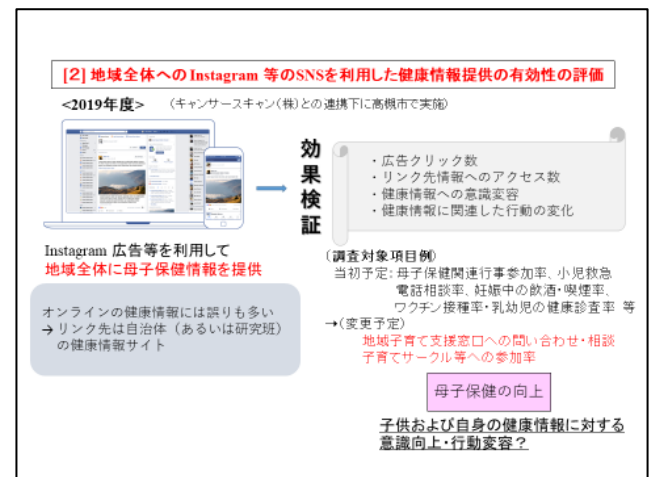 [2] 地域全体へのInstagram 等のSNSを利用した健康情報提供の有効性の評価
<2019年度>　(キャンサースキャン(株)との連携下に高槻市で実施)
効果検証
・広告クリック数
・リンク先情報へのアクセス数
・健康情報への意識変容
・健康情報に関連した行動の変化
Instagram 広告等を利用して
地域全体に母子保健情報を提供
オンラインの健康情報には誤りも多い
→ リンク先は自治体（あるいは研究班）
の健康情報サイト
(調査対象項目例)
当初予定: 母子保健関連行事参加率、小児救急
電話相談率、妊娠中の飲酒・喫煙率、
ワクチン接種率・乳幼児の健康診査率 等
→(変更予定)
地域子育て支援窓口への問い合わせ・相談
子育てサークル等への参加率
母子保健の向上
子供および自身の健康情報に対する
意識向上・行動変容？